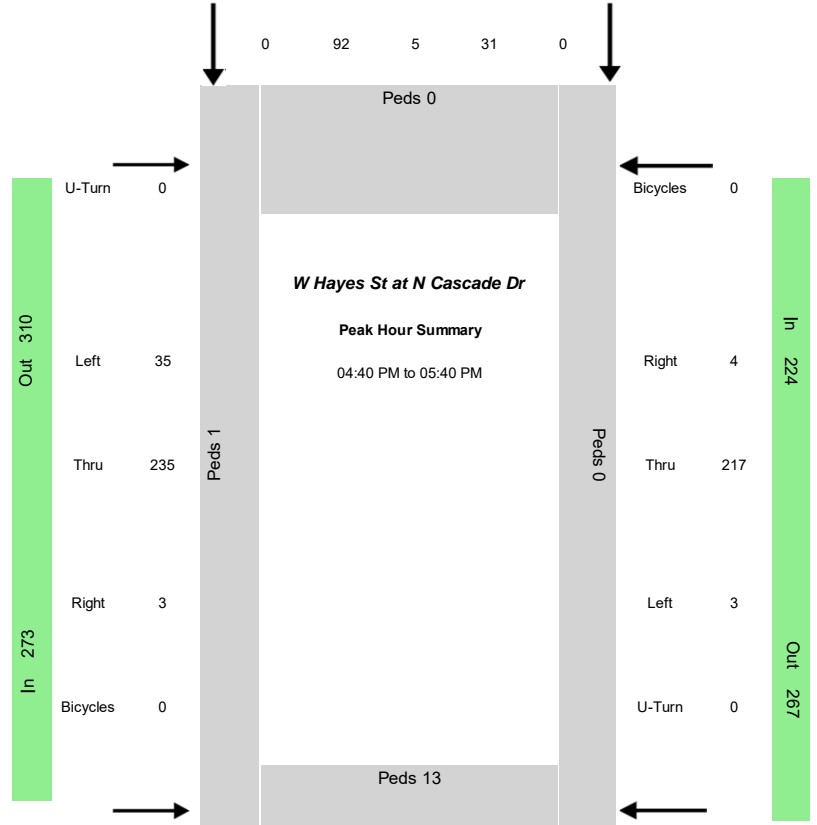 0 92 5 31 0
Peds 0
U-Turn 0
Bicycles 0
W Hayes St at N Cascade Dr
Peak Hour Summary
04:40 PM to 05:40 PM
Out 310
In 224
Left 35
Right 4
Peds 1
Peds 0
Thru 235
Thru 217
Right 3
Left 3
In 273
Out 267
Bicycles 0
U-Turn 0
Peds 13